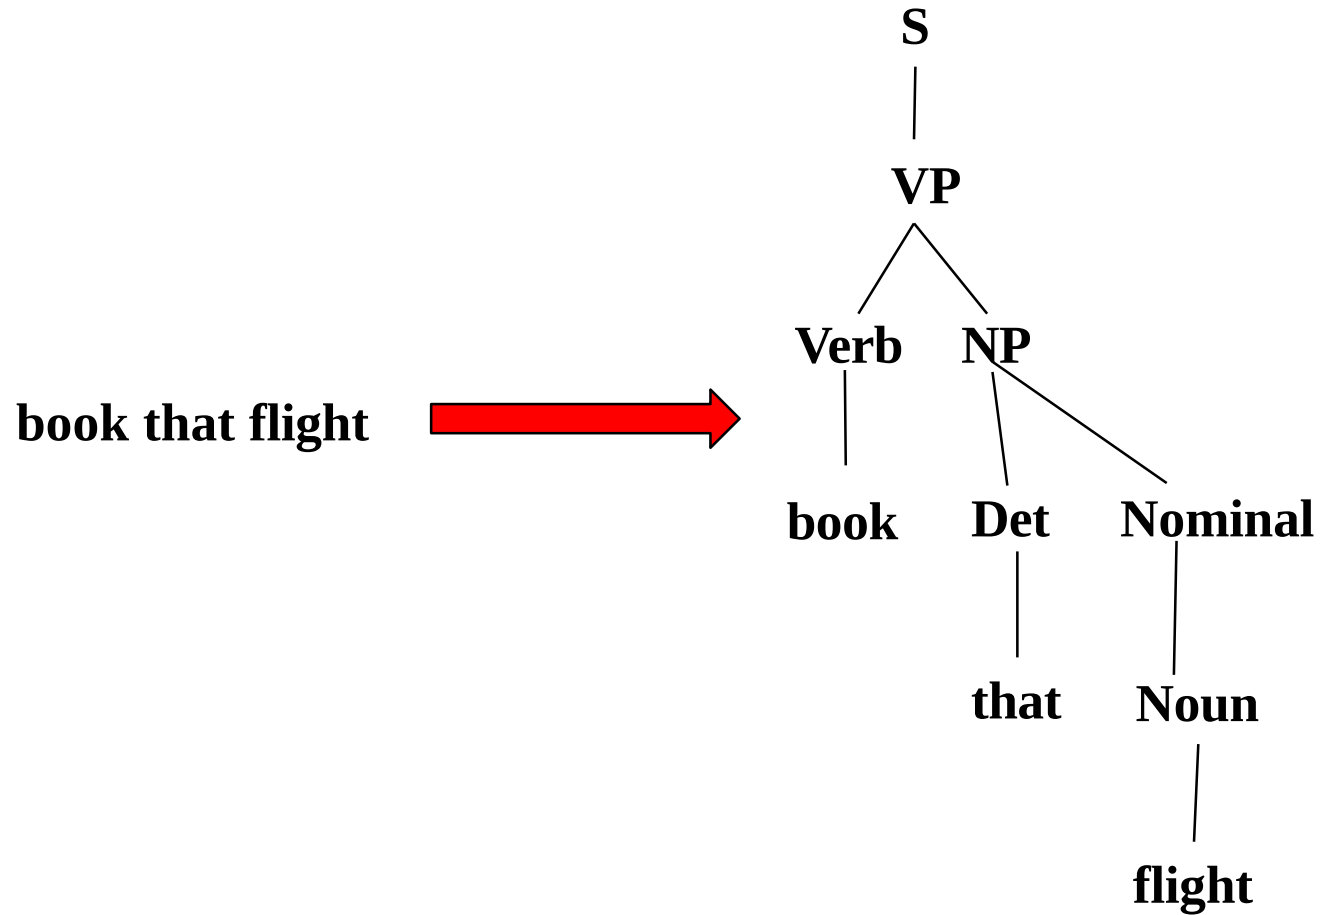 S
VP
Verb NP
book that flight
book Det Nominal
that Noun
flight